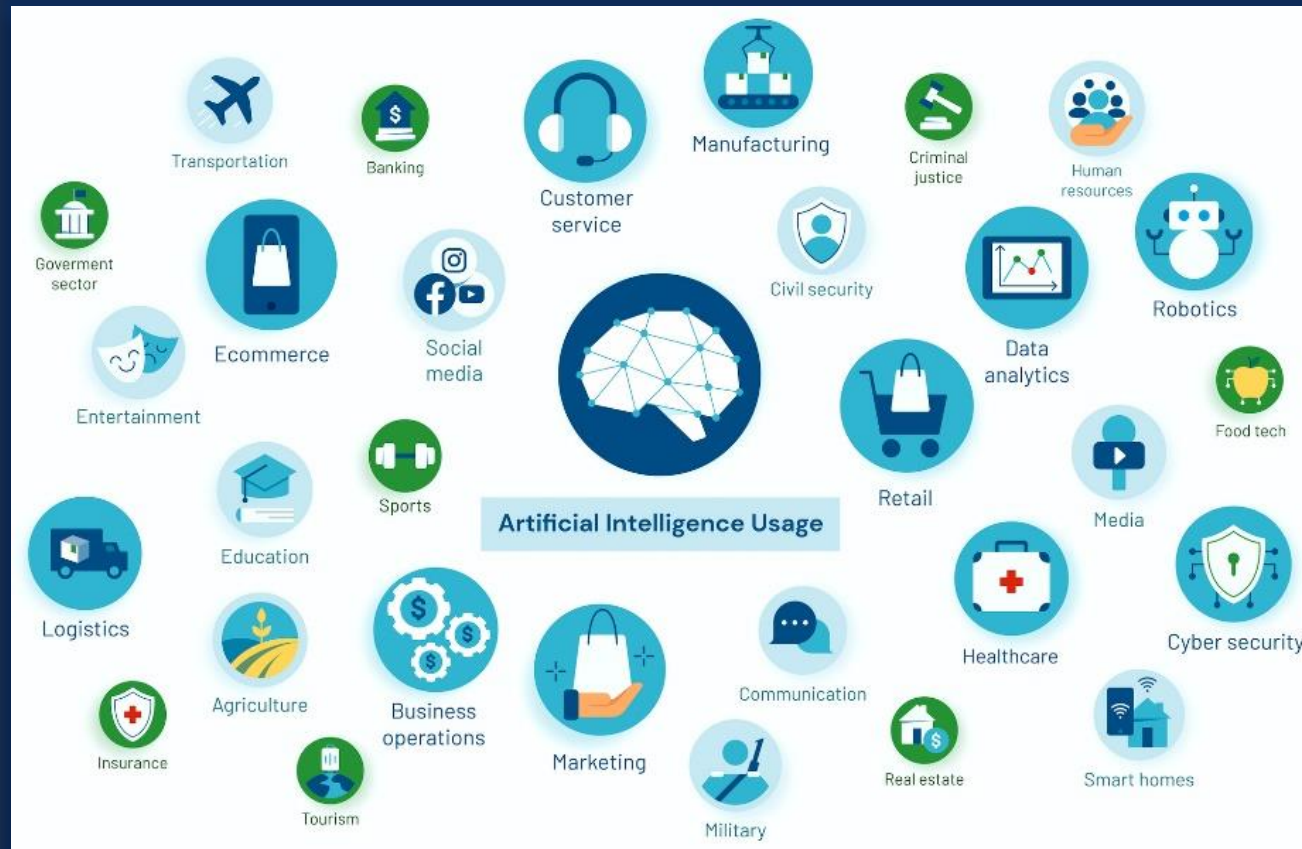 Transportation
Banking
Customer
service
Manufacturing
Criminal
justice
Human
resources
Goverment
sector
Ecommerce
Social
media
Civil security
Data
analytics
Robotics
Entertainment
Food tech
Sports
Retail
Media
Education
Artificial Intelligence Usage
Logistics
Agriculture
Business
operations
Marketing
Communication
Healthcare
Cyber security
Insurance
Tourism
Military
Real estate
Smart homes